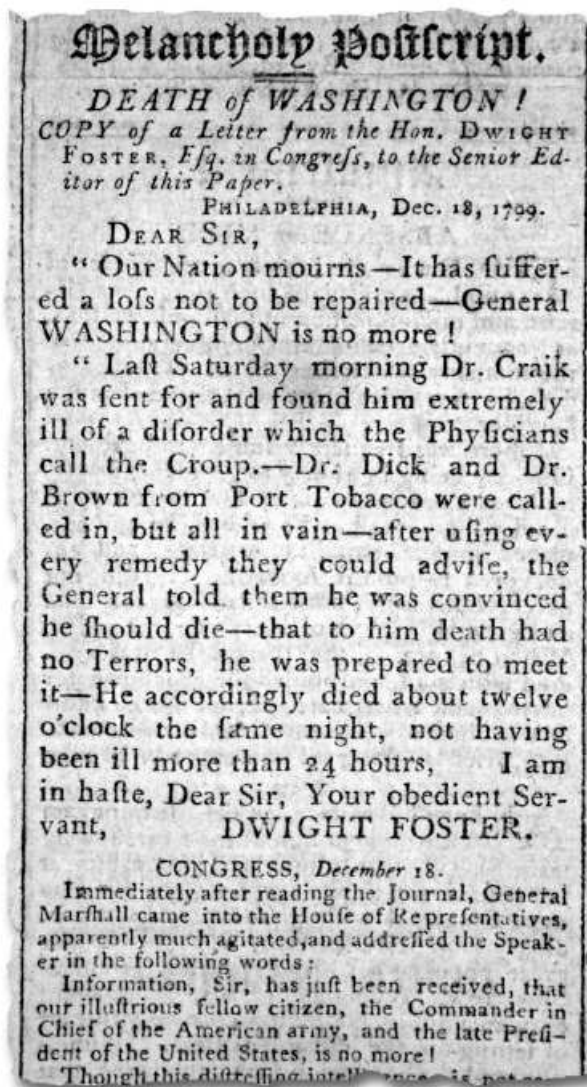 Melancholy Poſtſcript.
DEATH of WASHINGTON !
COPY of a Letter from the Hon. DWIGHT
FOSTER, Eſq. in Congreſs, to the Senior Ed-
itor of this Paper.
PHILADELPHIA, Dec. 18, 1799.
DEAR SIR,
“ Our Nation mourns—It has ſuffer-
ed a loſs not to be repaired—General
WASHINGTON is no more !
“ Laſt Saturday morning Dr. Craik
was ſent for and found him extremely
ill of a diſorder which the Phyſicians
call the Croup.—Dr. Dick and Dr.
Brown from Port Tobacco were call-
ed in, but all in vain—after uſing ev-
ery remedy they could adviſe, the
General told them he was convinced
he ſhould die—that to him death had
no Terrors, he was prepared to meet
it—He accordingly died about twelve
o'clock the ſame night, not having
been ill more than 24 hours, I am
in haſte, Dear Sir, Your obedient Ser-
vant, DWIGHT FOSTER.
CONGRESS, December 18.
Immediately after reading the Journal, General
Marſhall came into the Houſe of Repreſentatives,
apparently much agitated, and addreſſed the Speak-
er in the following words :
Information, Sir, has juſt been received, that
our illuſtrious fellow citizen, the Commander in
Chief of the American army, and the late Preſi-
dent of the United States, is no more !
Though this diſtreſſing intelligence is not